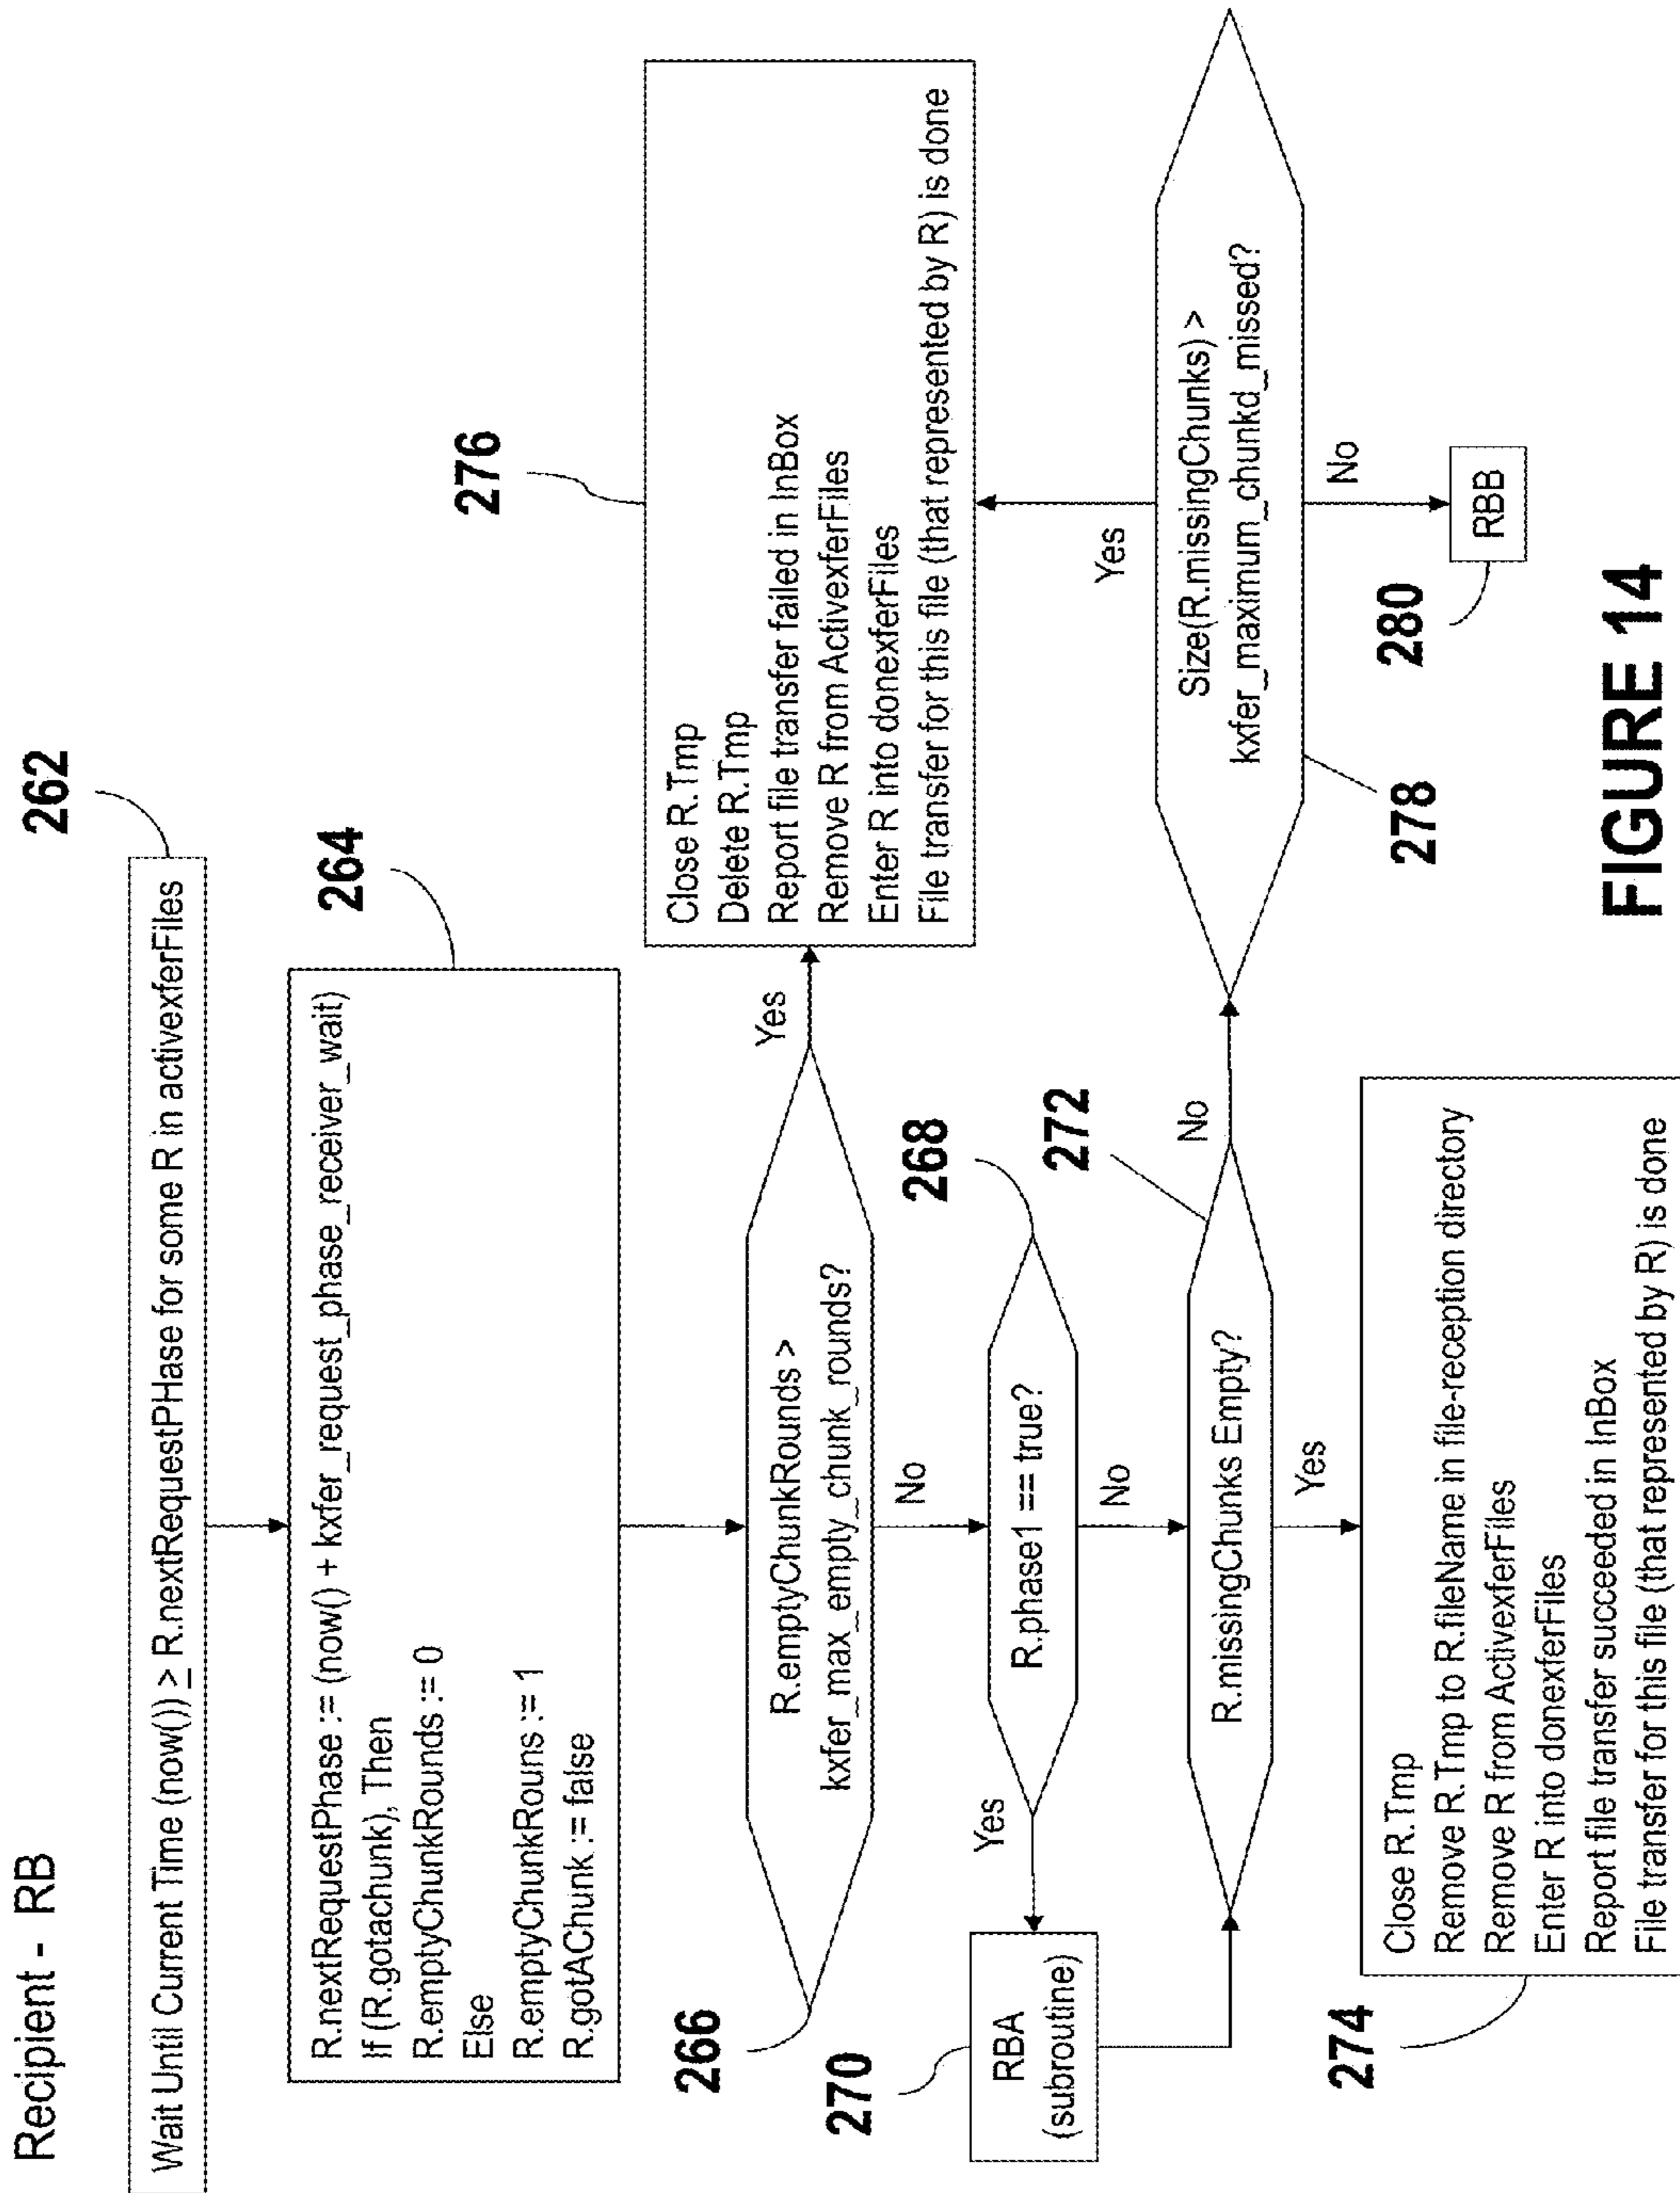 Recipient - RB
262
Wait Until Current Time (now()) > R.nextRequestPHase for some R in activexferFiles
264
R.nextRequestPhase := (now() + kxfer_request_phase_receiver_wait)
If (R.gotachunk), Then
R.emptyChunkRounds := 0
Else
R.emptyChunkRouns := 1
R.gotAChunk := false
266
R.emptyChunkRounds >
kxfer_max_empty_chunk_rounds?
Yes
No
276
Close R.Tmp
Delete R.Tmp
Report file transfer failed in InBox
Remove R from ActivexferFiles
Enter R into donexferFiles
File transfer for this file (that represented by R) is done
268
R.phase1 == true?
Yes
No
270
RBA
(subroutine)
272
R.missingChunks Empty?
No
Yes
278
Size(R.missingChunks) >
kxfer_maximum_chunkd_missed?
Yes
No
280
RBB
274
Close R.Tmp
Remove R.Tmp to R.fileName in file-reception directory
Remove R from ActivexferFiles
Enter R into donexferFiles
Report file transfer succeeded in InBox
File transfer for this file (that represented by R) is done
FIGURE 14